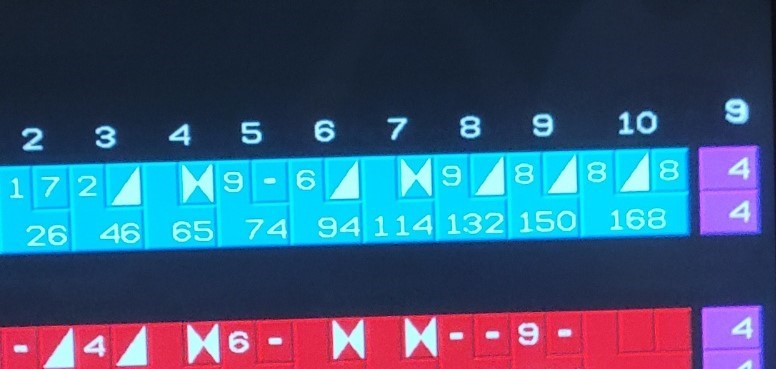 2 3 4 5 6 7 8 9 10 9
1 7 2 ◢ ⧓ 9 - 6 ◢ ⧓ 9 ◢ 8 ◢ 8 ◢ 8 4
26 46 65 74 94 114 132 150 168 4
- ◢ 4 ◢ ⧓ 6 - ⧓ ⧓ - - 9 - 4